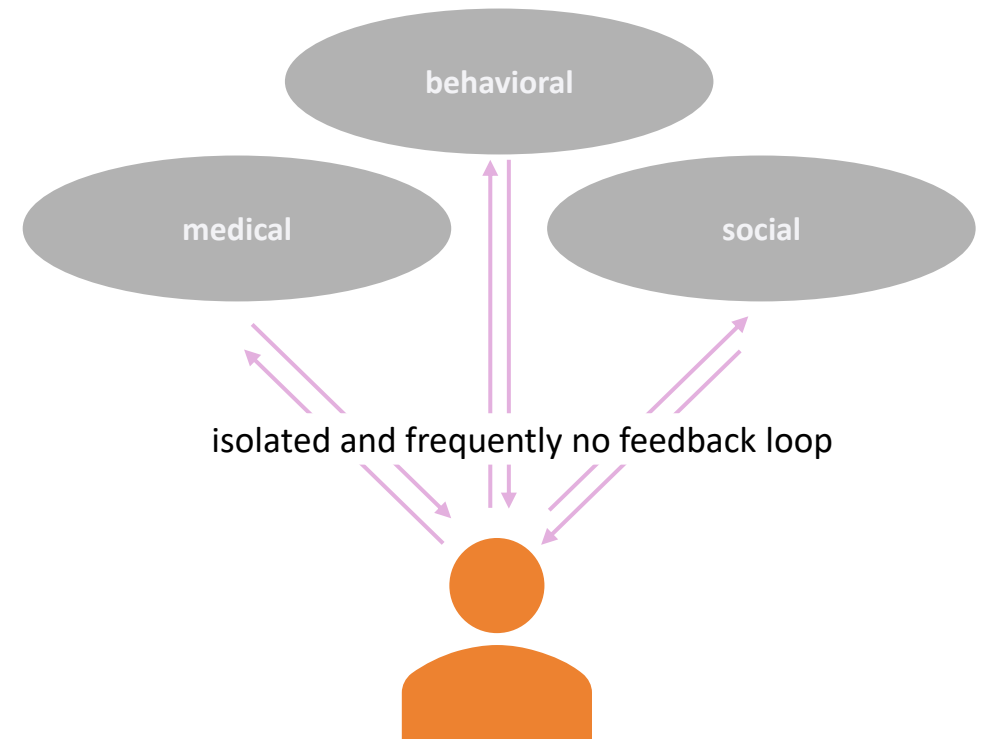 behavioral
medical
social
isolated and frequently no feedback loop